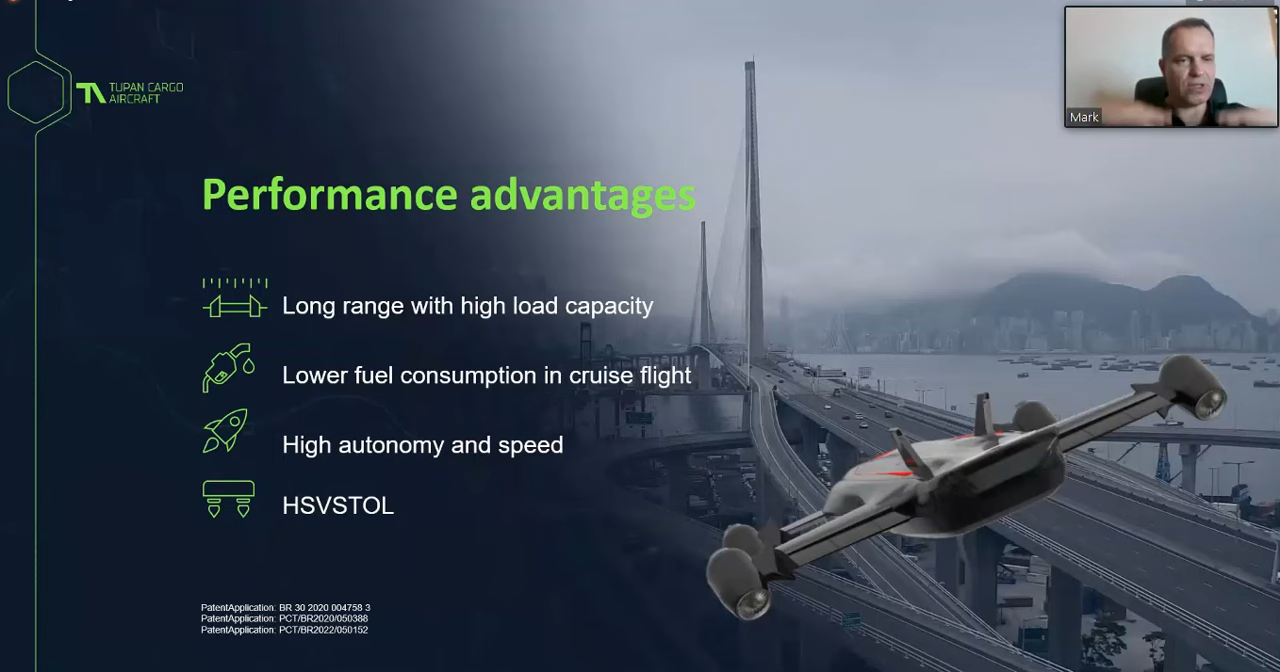 TUPAN CARGO
AIRCRAFT
Mark
Performance advantages
Long range with high load capacity
Lower fuel consumption in cruise flight
High autonomy and speed
HSVSTOL
PatentApplication: BR 30 2020 004758 3
PatentApplication: PCT/BR2020/050388
PatentApplication: PCT/BR2022/050152